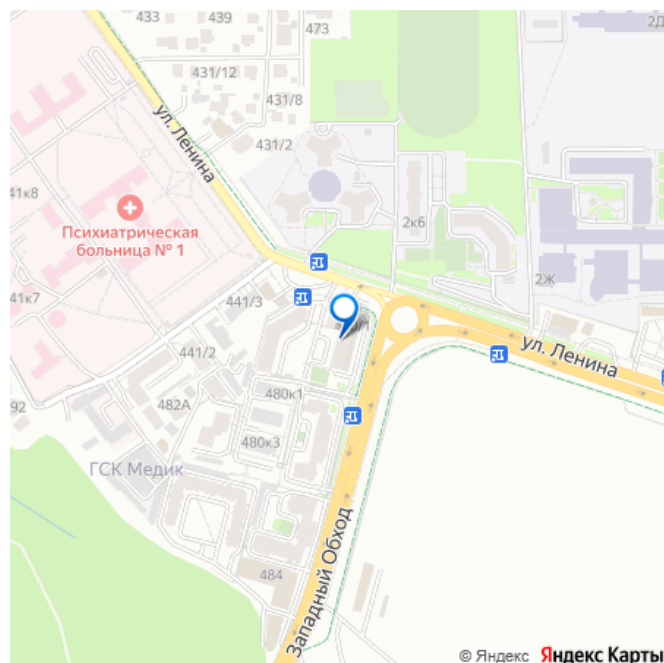 433
439
473
2Д
431/12
431/8
ул. Ленина
431/2
41к8
2к6
Психиатрическая
больница № 1
2Ж
41к7
441/3
ул. Ленина
441/2
92
482А
480к1
480к3
ГСК Медик
Западный Обход
484
© Яндекс Яндекс Карты